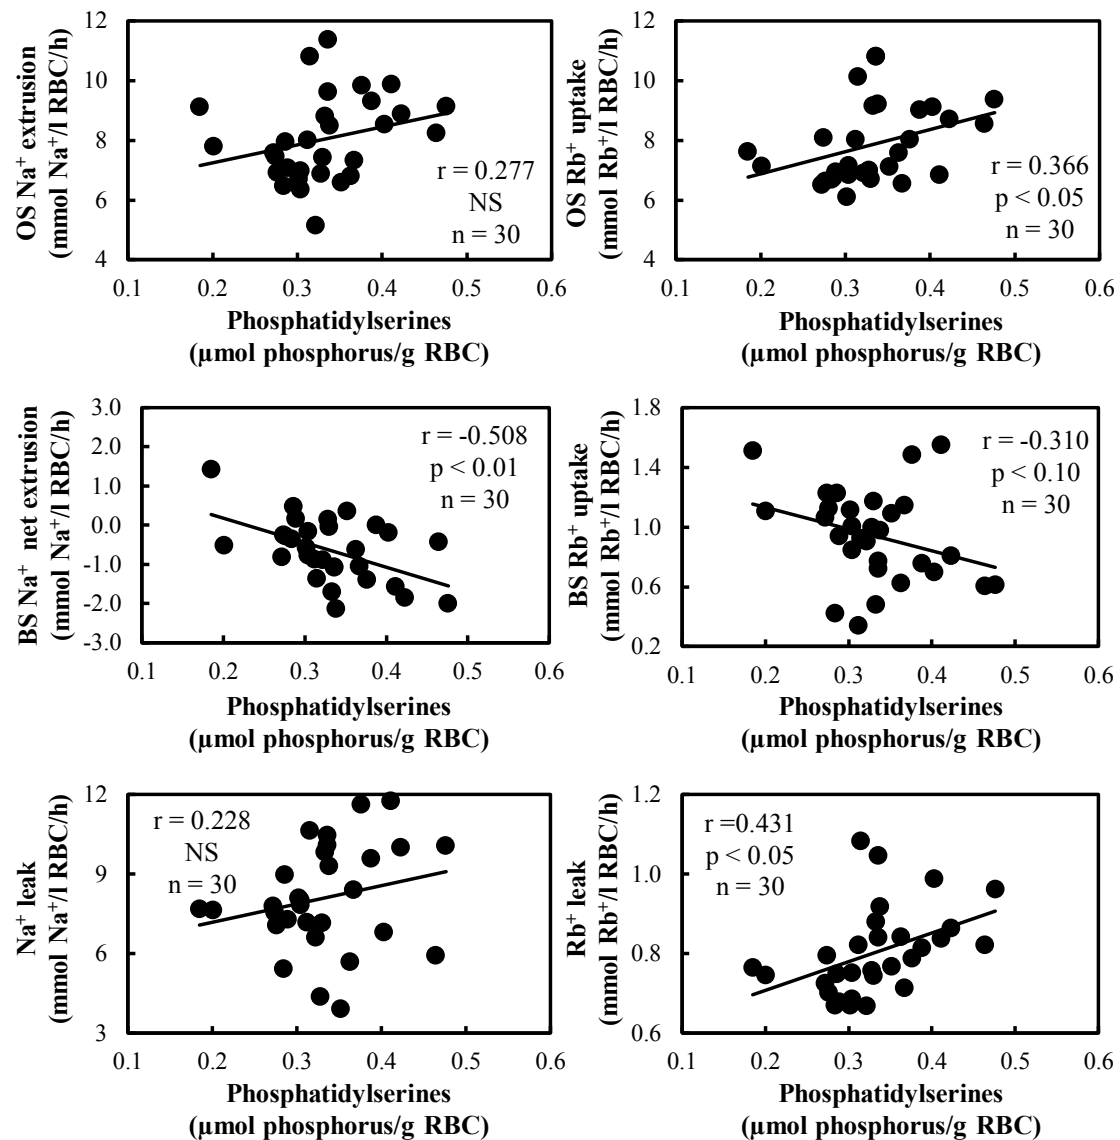 OS Na⁺ extrusion
(mmol Na⁺/l RBC/h)
12
10
8
6
4
r = 0.277
NS
n = 30
0.1 0.2 0.3 0.4 0.5 0.6
Phosphatidylserines
(µmol phosphorus/g RBC)
OS Rb⁺ uptake
(mmol Rb⁺/l RBC/h)
12
10
8
6
4
r = 0.366
p < 0.05
n = 30
0.1 0.2 0.3 0.4 0.5 0.6
Phosphatidylserines
(µmol phosphorus/g RBC)
BS Na⁺ net extrusion
(mmol Na⁺/l RBC/h)
3.0
2.0
1.0
0.0
-1.0
-2.0
-3.0
r = -0.508
p < 0.01
n = 30
0.1 0.2 0.3 0.4 0.5 0.6
Phosphatidylserines
(µmol phosphorus/g RBC)
BS Rb⁺ uptake
(mmol Rb⁺/l RBC/h)
1.8
1.4
1.0
0.6
0.2
r = -0.310
p < 0.10
n = 30
0.1 0.2 0.3 0.4 0.5 0.6
Phosphatidylserines
(µmol phosphorus/g RBC)
Na⁺ leak
(mmol Na⁺/l RBC/h)
12
9
6
3
r = 0.228
NS
n = 30
0.1 0.2 0.3 0.4 0.5 0.6
Phosphatidylserines
(µmol phosphorus/g RBC)
Rb⁺ leak
(mmol Rb⁺/l RBC/h)
1.2
1.0
0.8
0.6
r =0.431
p < 0.05
n = 30
0.1 0.2 0.3 0.4 0.5 0.6
Phosphatidylserines
(µmol phosphorus/g RBC)